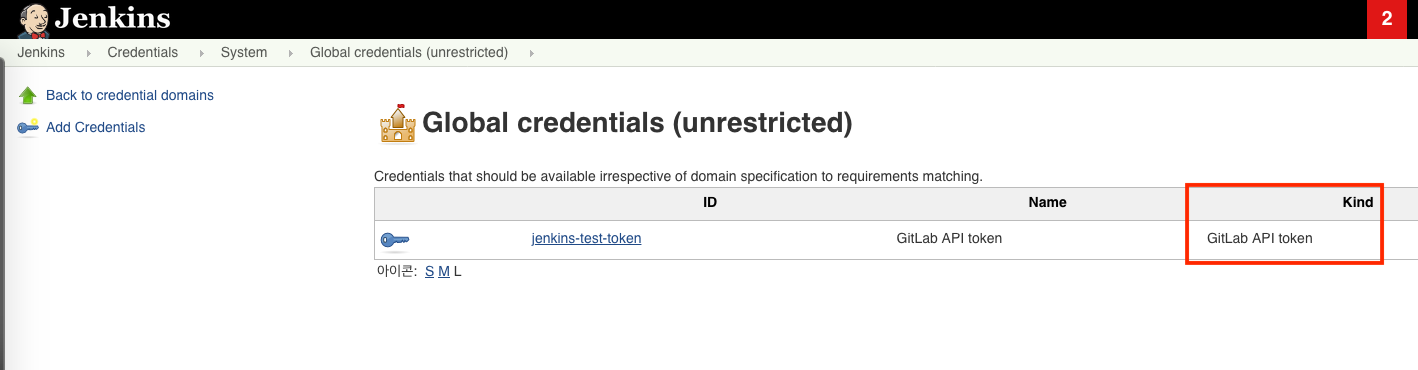 Jenkins
2
Jenkins Credentials System Global credentials (unrestricted)
Back to credential domains
Add Credentials
Global credentials (unrestricted)
Credentials that should be available irrespective of domain specification to requirements matching.
ID Name Kind
jenkins-test-token GitLab API token GitLab API token
아이콘: S M L